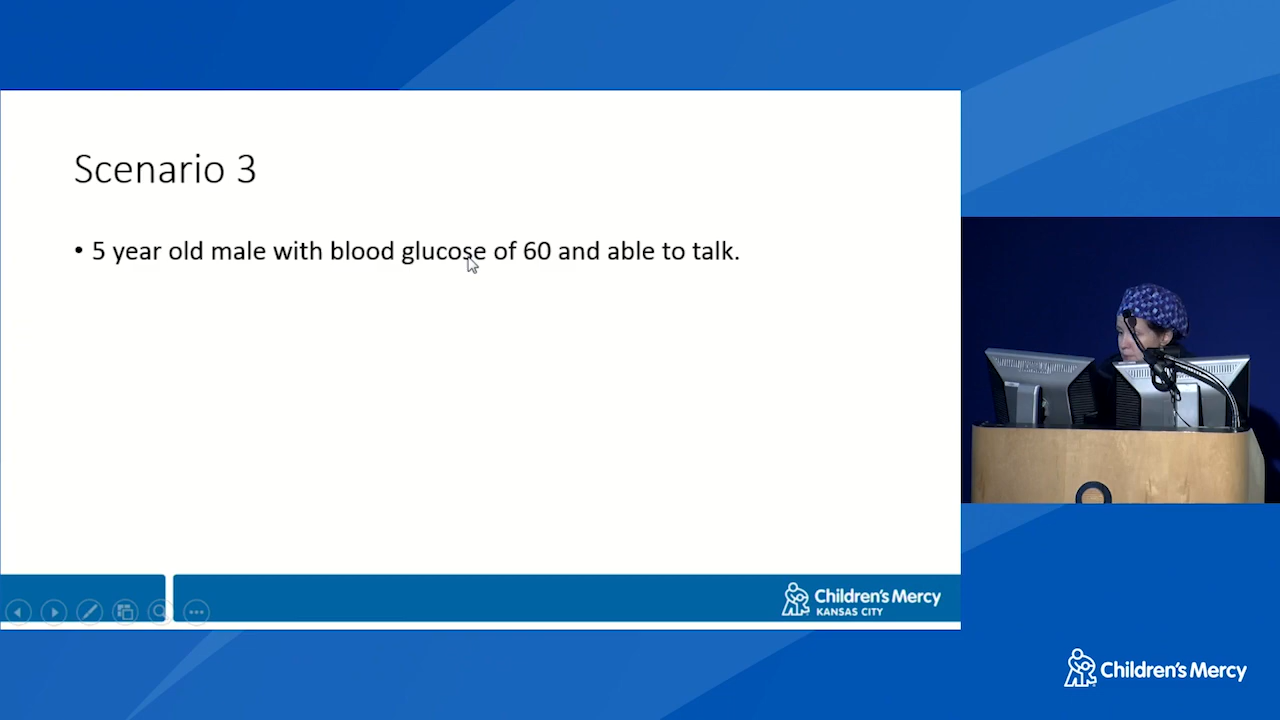 Scenario 3
• 5 year old male with blood glucose of 60 and able to talk.
Children's Mercy
KANSAS CITY
Children's Mercy